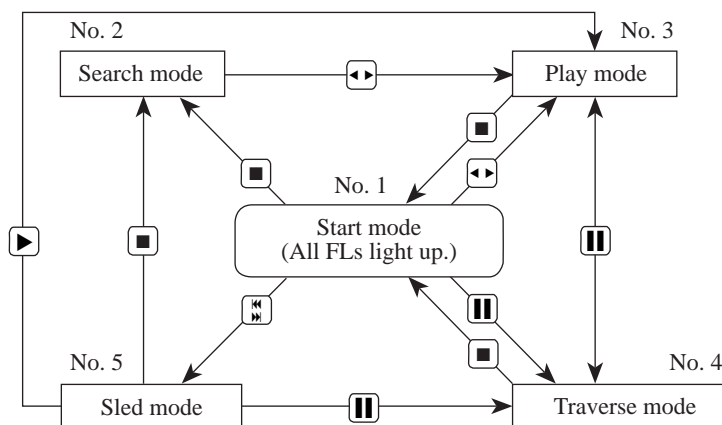 No. 2
No. 3
Search mode
Play mode
No. 1
Start mode
(All FLs light up.)
No. 5
No. 4
Sled mode
Traverse mode